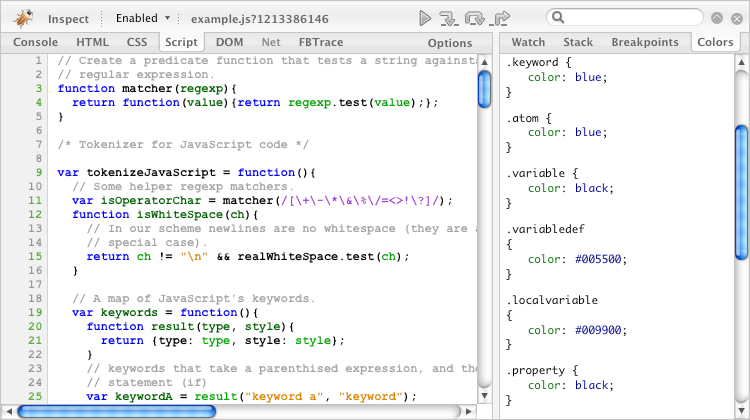 Inspect Enabled ▾ example.js?1213386146
Console HTML CSS Script DOM Net FBTrace Options
1 // Create a predicate function that tests a string against
2 // regular expression.
3 function matcher(regexp){
4 return function(value){return regexp.test(value);};
5 }
6
7 /* Tokenizer for JavaScript code */
8
9 var tokenizeJavaScript = function(){
10 // Some helper regexp matchers.
11 var isOperatorChar = matcher(/[\+\-\*\&\%\/=<>!\?]/);
12 function isWhiteSpace(ch){
13 // In our scheme newlines are no whitespace (they are a
14 // special case).
15 return ch != "\n" && realWhiteSpace.test(ch);
16 }
17
18 // A map of JavaScript's keywords.
19 var keywords = function(){
20 function result(type, style){
21 return {type: type, style: style};
22 }
23 // keywords that take a parenthised expression, and the
24 // statement (if)
25 var keywordA = result("keyword a", "keyword");
Watch Stack Breakpoints Colors
.keyword {
color: blue;
}
.atom {
color: blue;
}
.variable {
color: black;
}
.variabledef
{
color: #005500;
}
.localvariable
{
color: #009900;
}
.property {
color: black;
}